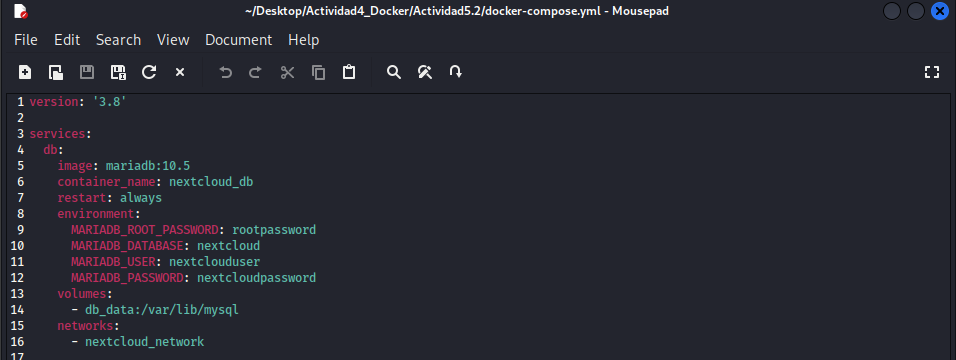 ~/Desktop/Actividad4_Docker/Actividad5.2/docker-compose.yml - Mousepad
File Edit Search View Document Help
1 version: '3.8'
2
3 services:
4   db:
5     image: mariadb:10.5
6     container_name: nextcloud_db
7     restart: always
8     environment:
9       MARIADB_ROOT_PASSWORD: rootpassword
10       MARIADB_DATABASE: nextcloud
11       MARIADB_USER: nextclouduser
12       MARIADB_PASSWORD: nextcloudpassword
13     volumes:
14       - db_data:/var/lib/mysql
15     networks:
16       - nextcloud_network
17